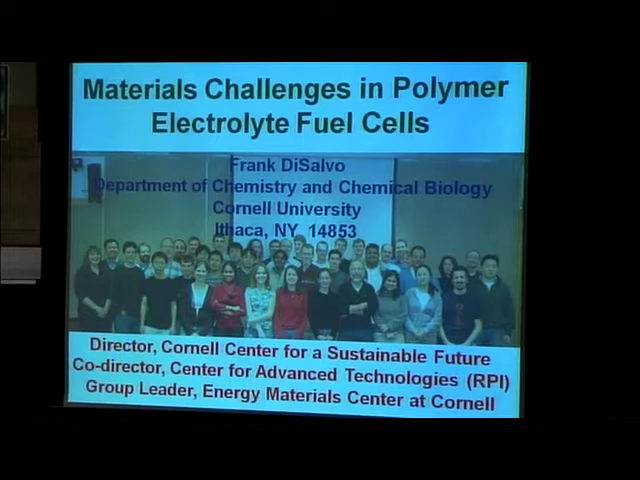 Materials Challenges in Polymer
Electrolyte Fuel Cells
Frank DiSalvo
Department of Chemistry and Chemical Biology
Cornell University
Ithaca, NY 14853
Director, Cornell Center for a Sustainable Future
Co-director, Center for Advanced Technologies (RPI)
Group Leader, Energy Materials Center at Cornell